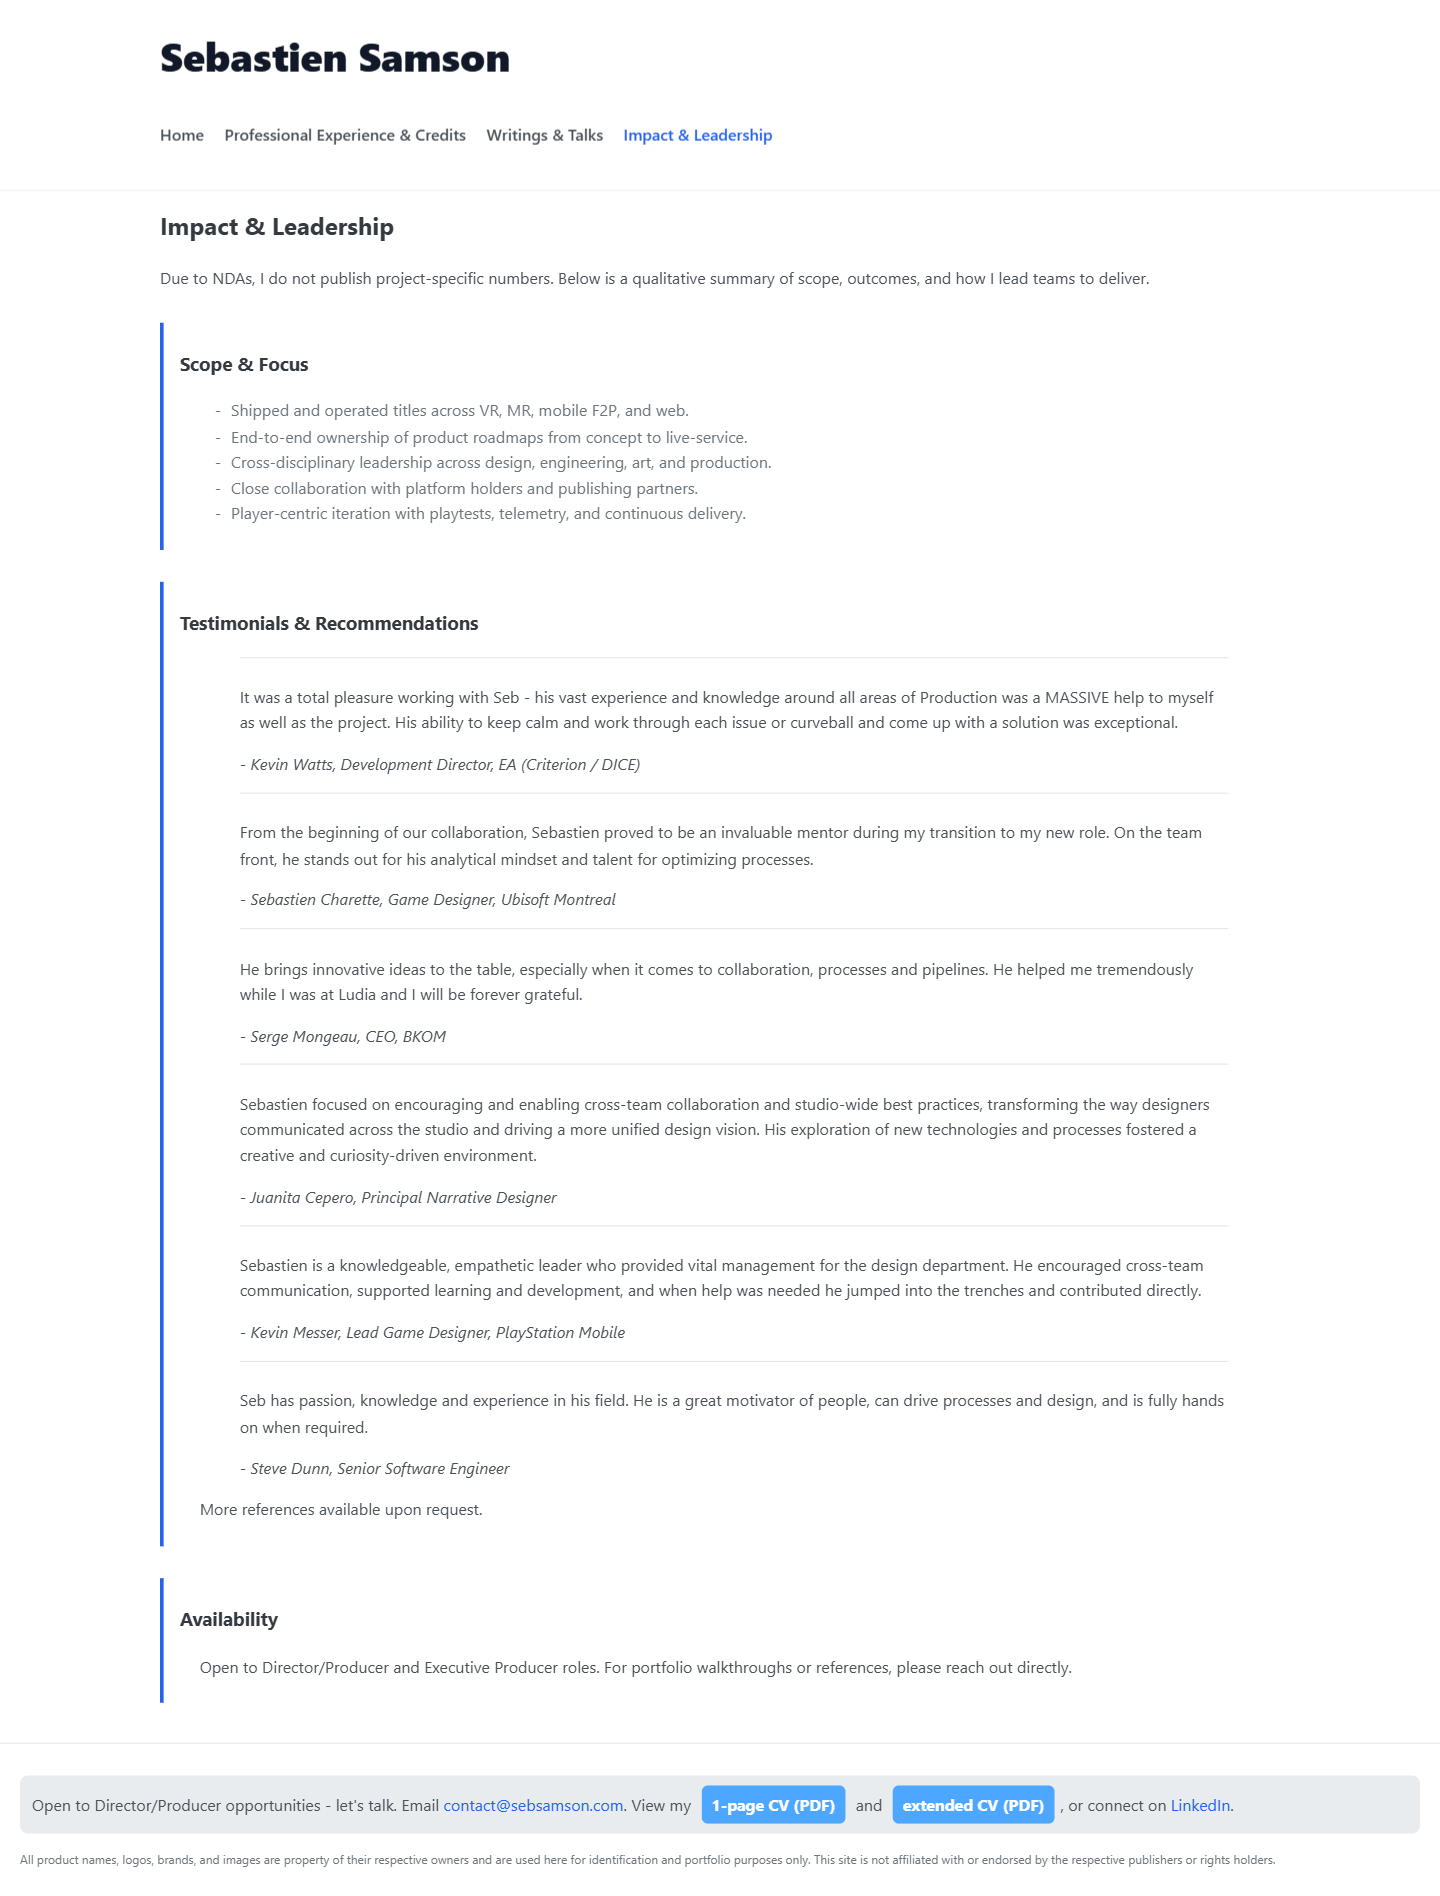 Sebastien Samson
Home Professional Experience & Credits Writings & Talks Impact & Leadership
Impact & Leadership
Due to NDAs, I do not publish project-specific numbers. Below is a qualitative summary of scope, outcomes, and how I lead teams to deliver.
Scope & Focus
- Shipped and operated titles across VR, MR, mobile F2P, and web.
- End-to-end ownership of product roadmaps from concept to live-service.
- Cross-disciplinary leadership across design, engineering, art, and production.
- Close collaboration with platform holders and publishing partners.
- Player-centric iteration with playtests, telemetry, and continuous delivery.
Testimonials & Recommendations
It was a total pleasure working with Seb - his vast experience and knowledge around all areas of Production was a MASSIVE help to myself
as well as the project. His ability to keep calm and work through each issue or curveball and come up with a solution was exceptional.
- Kevin Watts, Development Director, EA (Criterion / DICE)
From the beginning of our collaboration, Sebastien proved to be an invaluable mentor during my transition to my new role. On the team
front, he stands out for his analytical mindset and talent for optimizing processes.
- Sebastien Charette, Game Designer, Ubisoft Montreal
He brings innovative ideas to the table, especially when it comes to collaboration, processes and pipelines. He helped me tremendously
while I was at Ludia and I will be forever grateful.
- Serge Mongeau, CEO, BKOM
Sebastien focused on encouraging and enabling cross-team collaboration and studio-wide best practices, transforming the way designers
communicated across the studio and driving a more unified design vision. His exploration of new technologies and processes fostered a
creative and curiosity-driven environment.
- Juanita Cepero, Principal Narrative Designer
Sebastien is a knowledgeable, empathetic leader who provided vital management for the design department. He encouraged cross-team
communication, supported learning and development, and when help was needed he jumped into the trenches and contributed directly.
- Kevin Messer, Lead Game Designer, PlayStation Mobile
Seb has passion, knowledge and experience in his field. He is a great motivator of people, can drive processes and design, and is fully hands
on when required.
- Steve Dunn, Senior Software Engineer
More references available upon request.
Availability
Open to Director/Producer and Executive Producer roles. For portfolio walkthroughs or references, please reach out directly.
Open to Director/Producer opportunities - let's talk. Email contact@sebsamson.com. View my 1-page CV (PDF) and extended CV (PDF) , or connect on LinkedIn.
All product names, logos, brands, and images are property of their respective owners and are used here for identification and portfolio purposes only. This site is not affiliated with or endorsed by the respective publishers or rights holders.